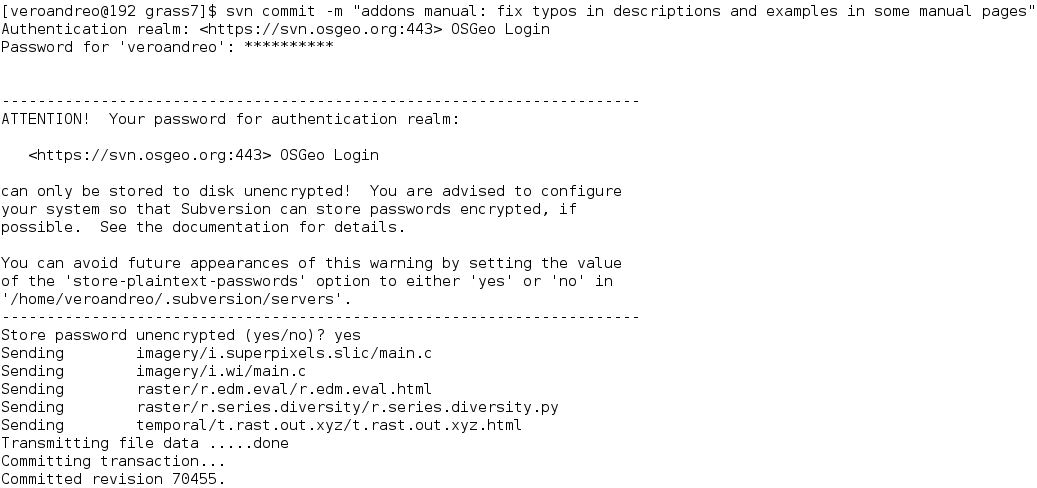 [veroandreo@192 grass7]$ svn commit -m "addons manual: fix typos in descriptions and examples in some manual pages"
Authentication realm: <https://svn.osgeo.org:443> OSGeo Login
Password for 'veroandreo': **********
-----------------------------------------------------------------------
ATTENTION!  Your password for authentication realm:
   <https://svn.osgeo.org:443> OSGeo Login
can only be stored to disk unencrypted!  You are advised to configure
your system so that Subversion can store passwords encrypted, if
possible.  See the documentation for details.
You can avoid future appearances of this warning by setting the value
of the 'store-plaintext-passwords' option to either 'yes' or 'no' in
'/home/veroandreo/.subversion/servers'.
-----------------------------------------------------------------------
Store password unencrypted (yes/no)? yes
Sending        imagery/i.superpixels.slic/main.c
Sending        imagery/i.wi/main.c
Sending        raster/r.edm.eval/r.edm.eval.html
Sending        raster/r.series.diversity/r.series.diversity.py
Sending        temporal/t.rast.out.xyz/t.rast.out.xyz.html
Transmitting file data .....done
Committing transaction...
Committed revision 70455.